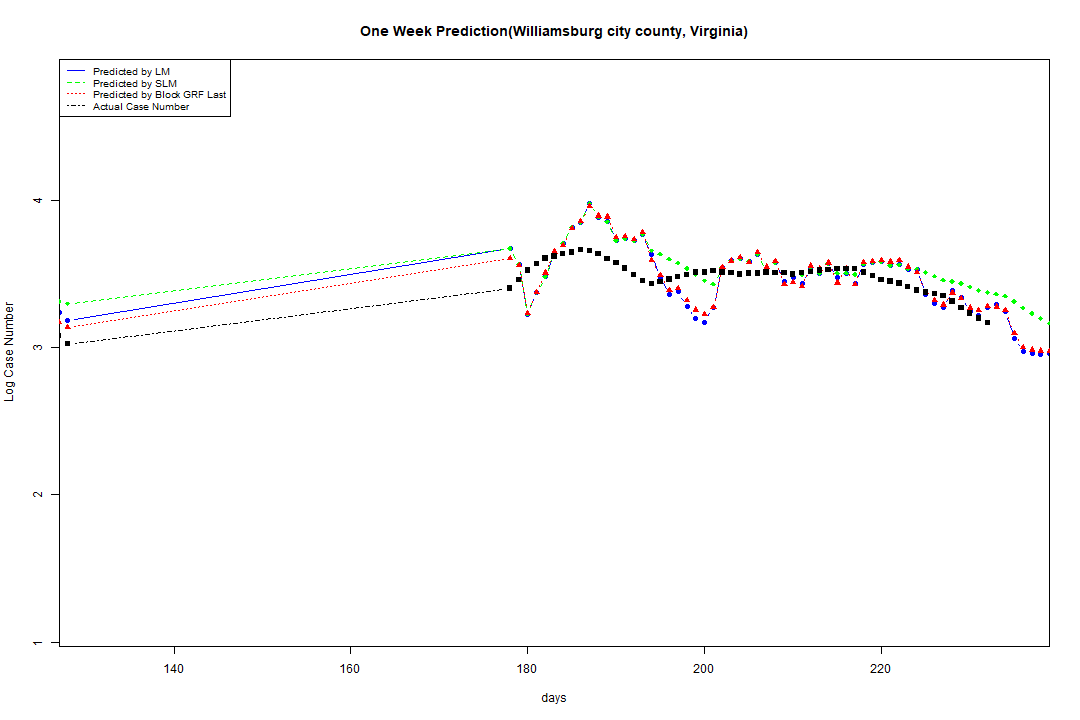 One Week Prediction(Williamsburg city county, Virginia)
Predicted by LM
Predicted by SLM
Predicted by Block GRF Last
Actual Case Number
4
3
2
1
Log Case Number
140
160
180
200
220
days